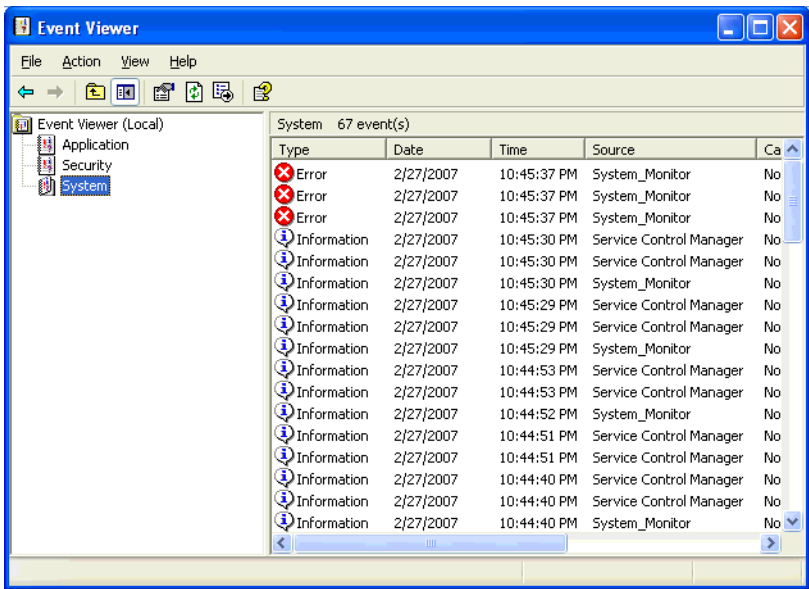 Event Viewer
File Action View Help
Event Viewer (Local)
Application
Security
System
System 67 event(s)
Type Date Time Source Ca
Error 2/27/2007 10:45:37 PM System_Monitor No
Error 2/27/2007 10:45:37 PM System_Monitor No
Error 2/27/2007 10:45:37 PM System_Monitor No
Information 2/27/2007 10:45:30 PM Service Control Manager No
Information 2/27/2007 10:45:30 PM Service Control Manager No
Information 2/27/2007 10:45:30 PM System_Monitor No
Information 2/27/2007 10:45:29 PM Service Control Manager No
Information 2/27/2007 10:45:29 PM Service Control Manager No
Information 2/27/2007 10:45:29 PM System_Monitor No
Information 2/27/2007 10:44:53 PM Service Control Manager No
Information 2/27/2007 10:44:53 PM Service Control Manager No
Information 2/27/2007 10:44:52 PM System_Monitor No
Information 2/27/2007 10:44:51 PM Service Control Manager No
Information 2/27/2007 10:44:51 PM Service Control Manager No
Information 2/27/2007 10:44:40 PM Service Control Manager No
Information 2/27/2007 10:44:40 PM Service Control Manager No
Information 2/27/2007 10:44:40 PM System_Monitor No